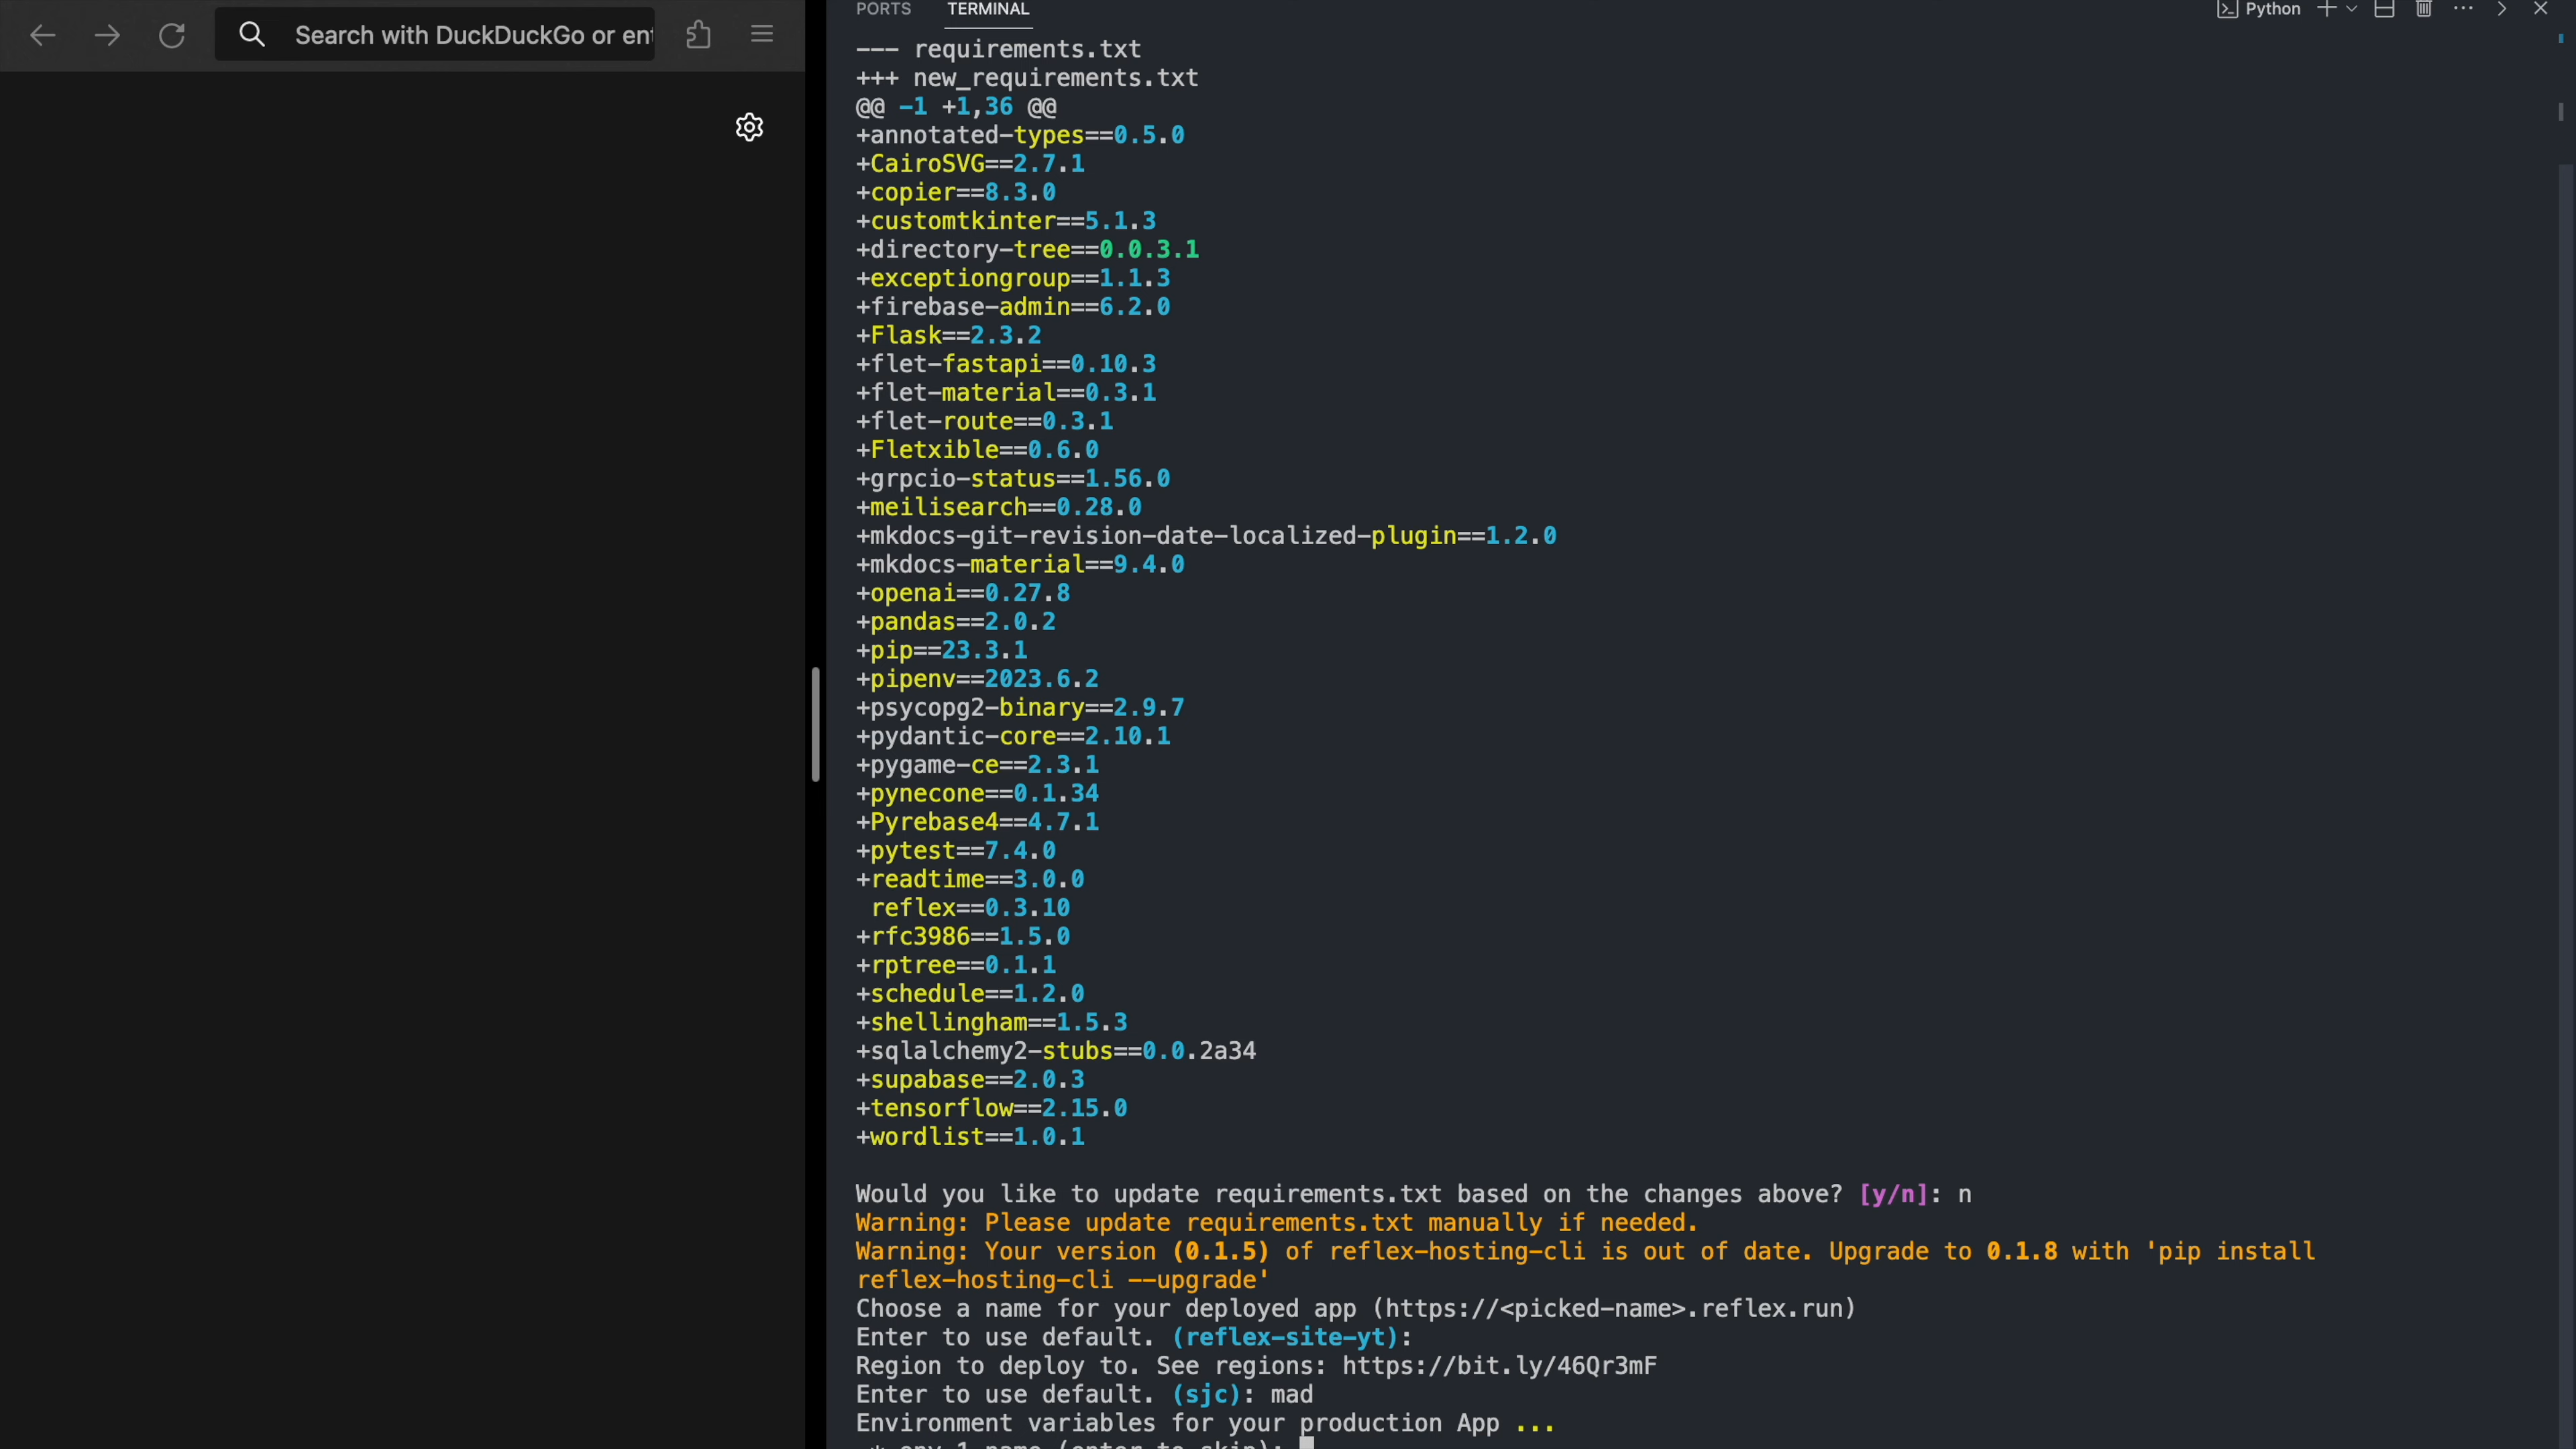 Search with DuckDuckGo or ent
PORTS
TERMINAL
Python
--- requirements.txt
+++ new_requirements.txt
@@ -1 +1,36 @@
+annotated-types==0.5.0
+CairoSVG==2.7.1
+copier==8.3.0
+customtkinter==5.1.3
+directory-tree==0.0.3.1
+exceptiongroup==1.1.3
+firebase-admin==6.2.0
+Flask==2.3.2
+flet-fastapi==0.10.3
+flet-material==0.3.1
+flet-route==0.3.1
+Fletxible==0.6.0
+grpcio-status==1.56.0
+meilisearch==0.28.0
+mkdocs-git-revision-date-localized-plugin==1.2.0
+mkdocs-material==9.4.0
+openai==0.27.8
+pandas==2.0.2
+pip==23.3.1
+pipenv==2023.6.2
+psycopg2-binary==2.9.7
+pydantic-core==2.10.1
+pygame-ce==2.3.1
+pynecone==0.1.34
+Pyrebase4==4.7.1
+pytest==7.4.0
+readtime==3.0.0
 reflex==0.3.10
+rfc3986==1.5.0
+rptree==0.1.1
+schedule==1.2.0
+shellingham==1.5.3
+sqlalchemy2-stubs==0.0.2a34
+supabase==2.0.3
+tensorflow==2.15.0
+wordlist==1.0.1
Would you like to update requirements.txt based on the changes above? [y/n]: n
Warning: Please update requirements.txt manually if needed.
Warning: Your version (0.1.5) of reflex-hosting-cli is out of date. Upgrade to 0.1.8 with 'pip install
reflex-hosting-cli --upgrade'
Choose a name for your deployed app (https://<picked-name>.reflex.run)
Enter to use default. (reflex-site-yt):
Region to deploy to. See regions: https://bit.ly/46Qr3mF
Enter to use default. (sjc): mad
Environment variables for your production App ...
* env-1 name (enter to skip):